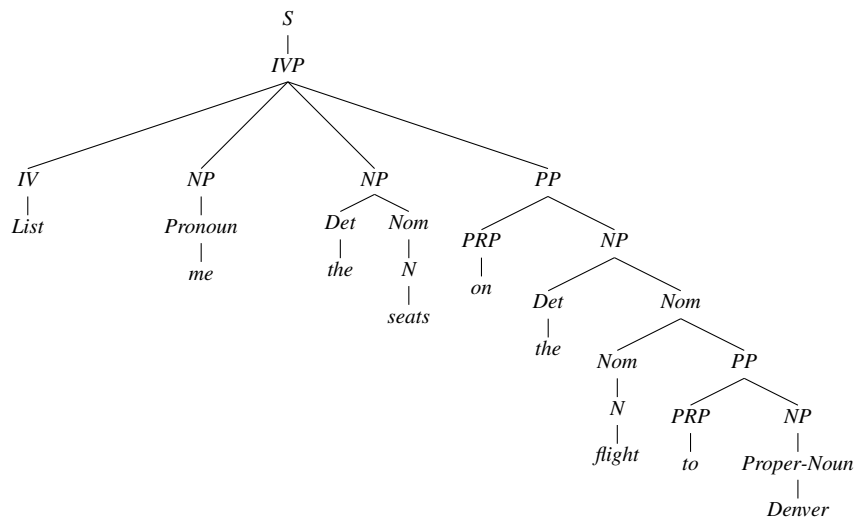 S
IVP
IV NP NP PP
List Pronoun Det Nom PRP NP
me the N on
seats Det Nom
the Nom PP
N PRP NP
flight to Proper-Noun
Denver